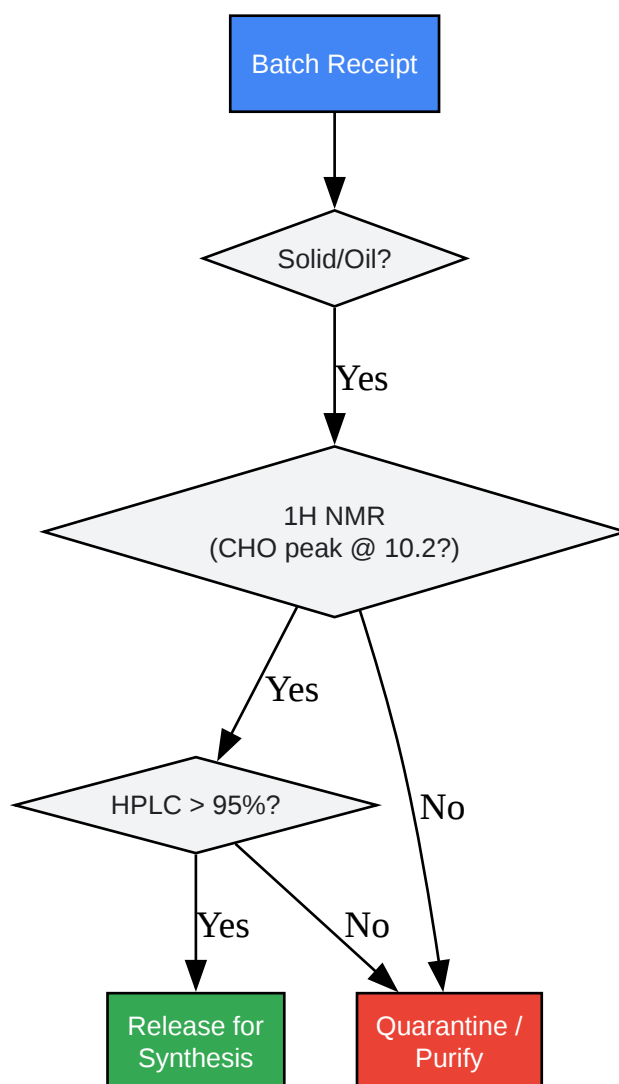 Batch Receipt
Solid/Oil?
Yes
1H NMR
(CHO peak @ 10.2?)
Yes
HPLC > 95%?
No
Yes
No
Release for
Synthesis
Quarantine /
Purify